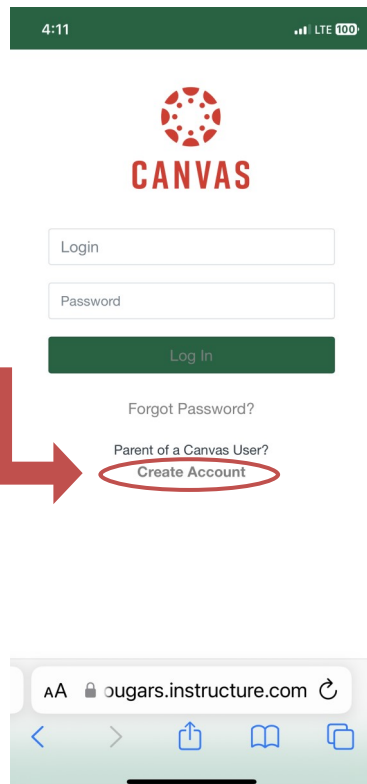 4:11 LTE 100
CANVAS
Login
Password
Log In
Forgot Password?
Parent of a Canvas User?
Create Account
AA ougars.instructure.com